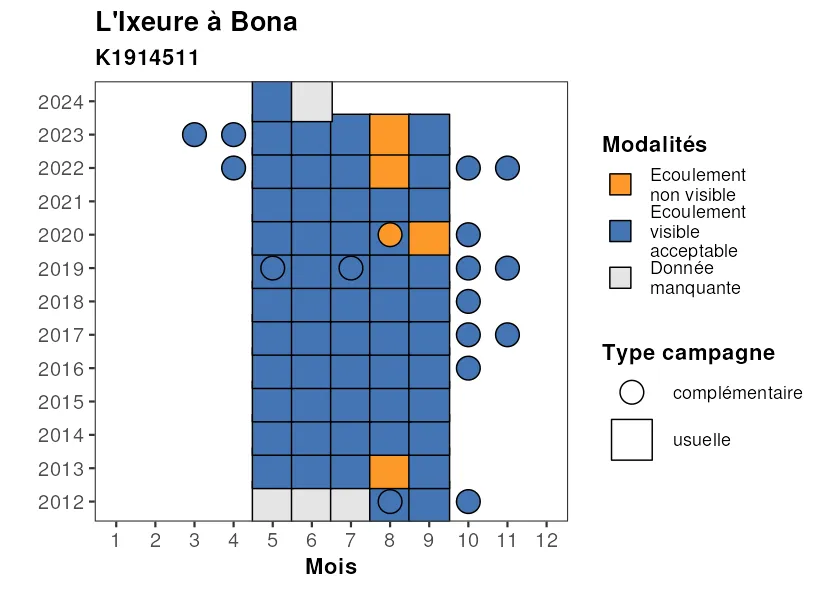 L'Ixeure à Bona
K1914511
2024
2023
2022
2021
2020
2019
2018
2017
2016
2015
2014
2013
2012
1 2 3 4 5 6 7 8 9 10 11 12
Mois
Modalités
Ecoulement
non visible
Ecoulement
visible
acceptable
Donnée
manquante
Type campagne
complémentaire
usuelle